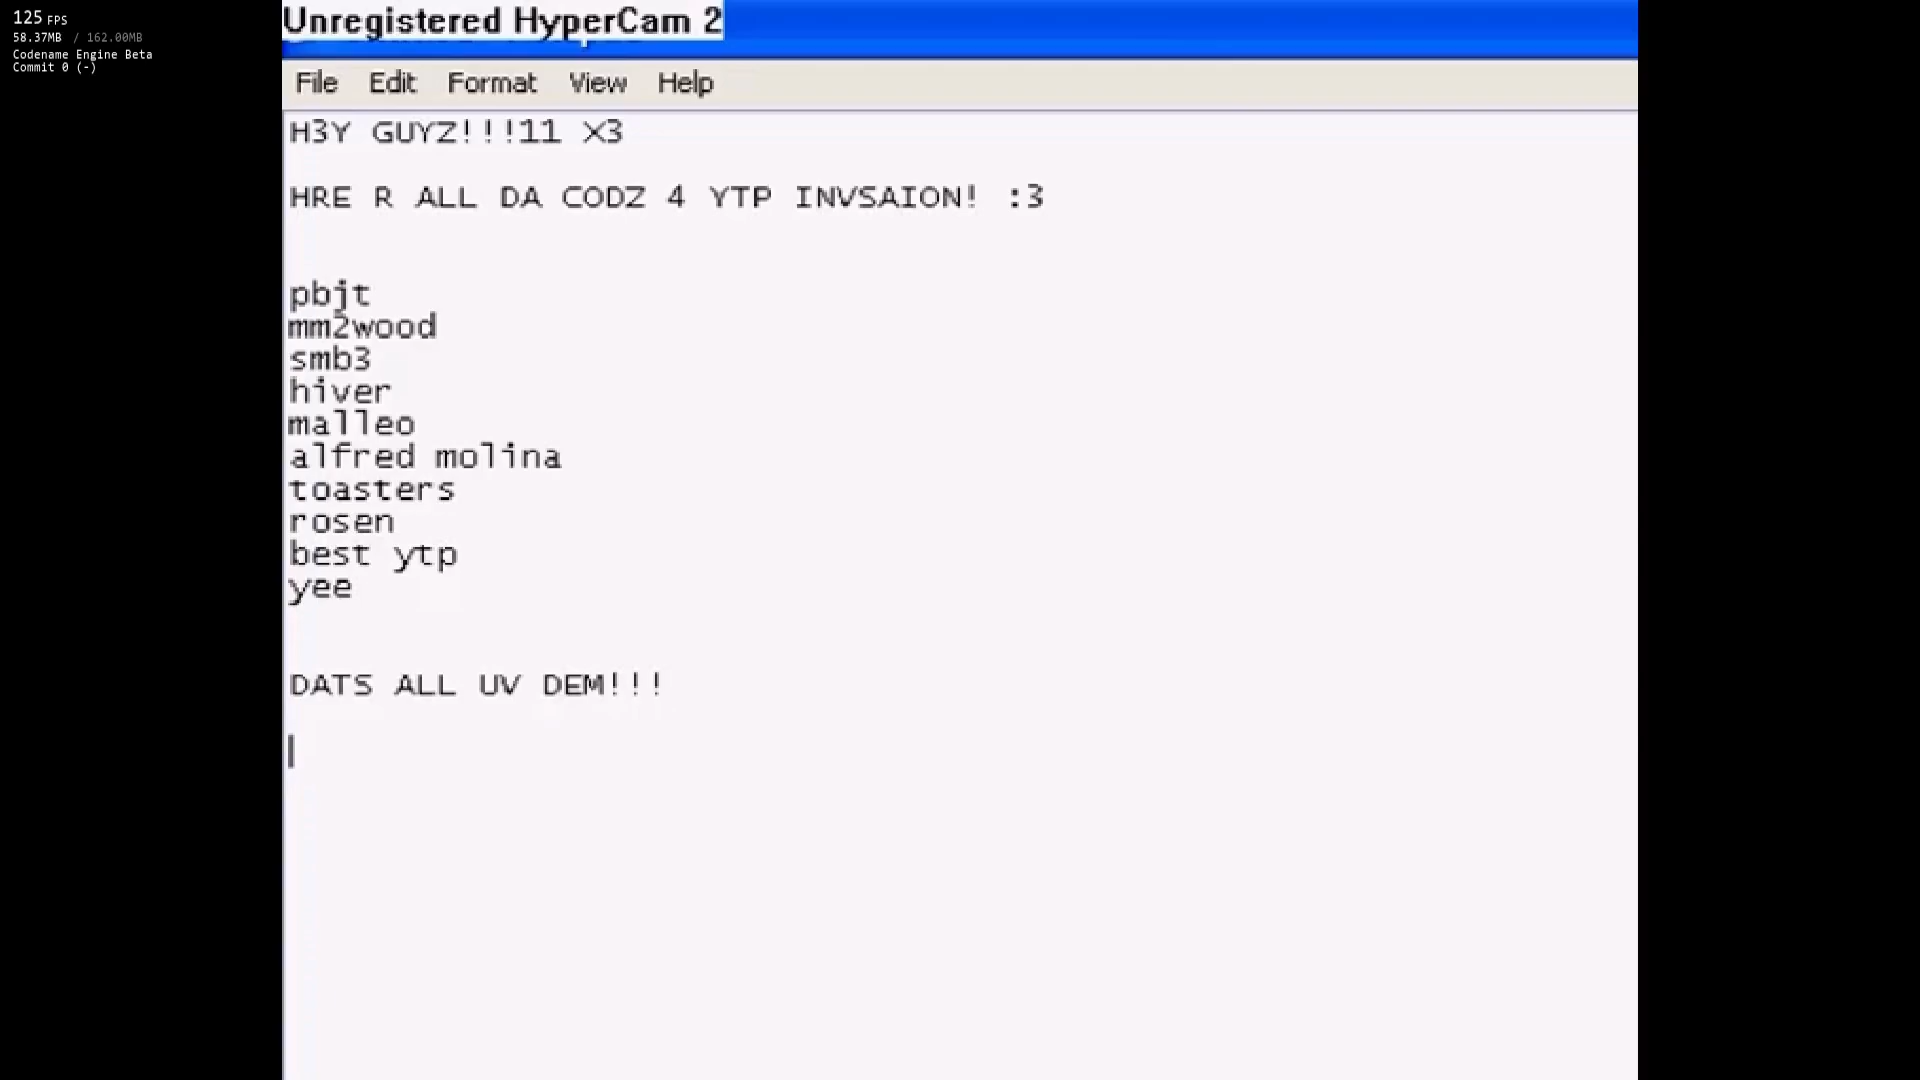 125 FPS
58.37MB / 162.00MB
Codename Engine Beta
Commit 0 (-)
Unregistered HyperCam 2
File Edit Format View Help
H3Y GUYZ!!!11 X3
HRE R ALL DA CODZ 4 YTP INVSAION! :3
pbjt
mm2wood
smb3
hiver
malleo
alfred molina
toasters
rosen
best ytp
yee
DATS ALL UV DEM!!!